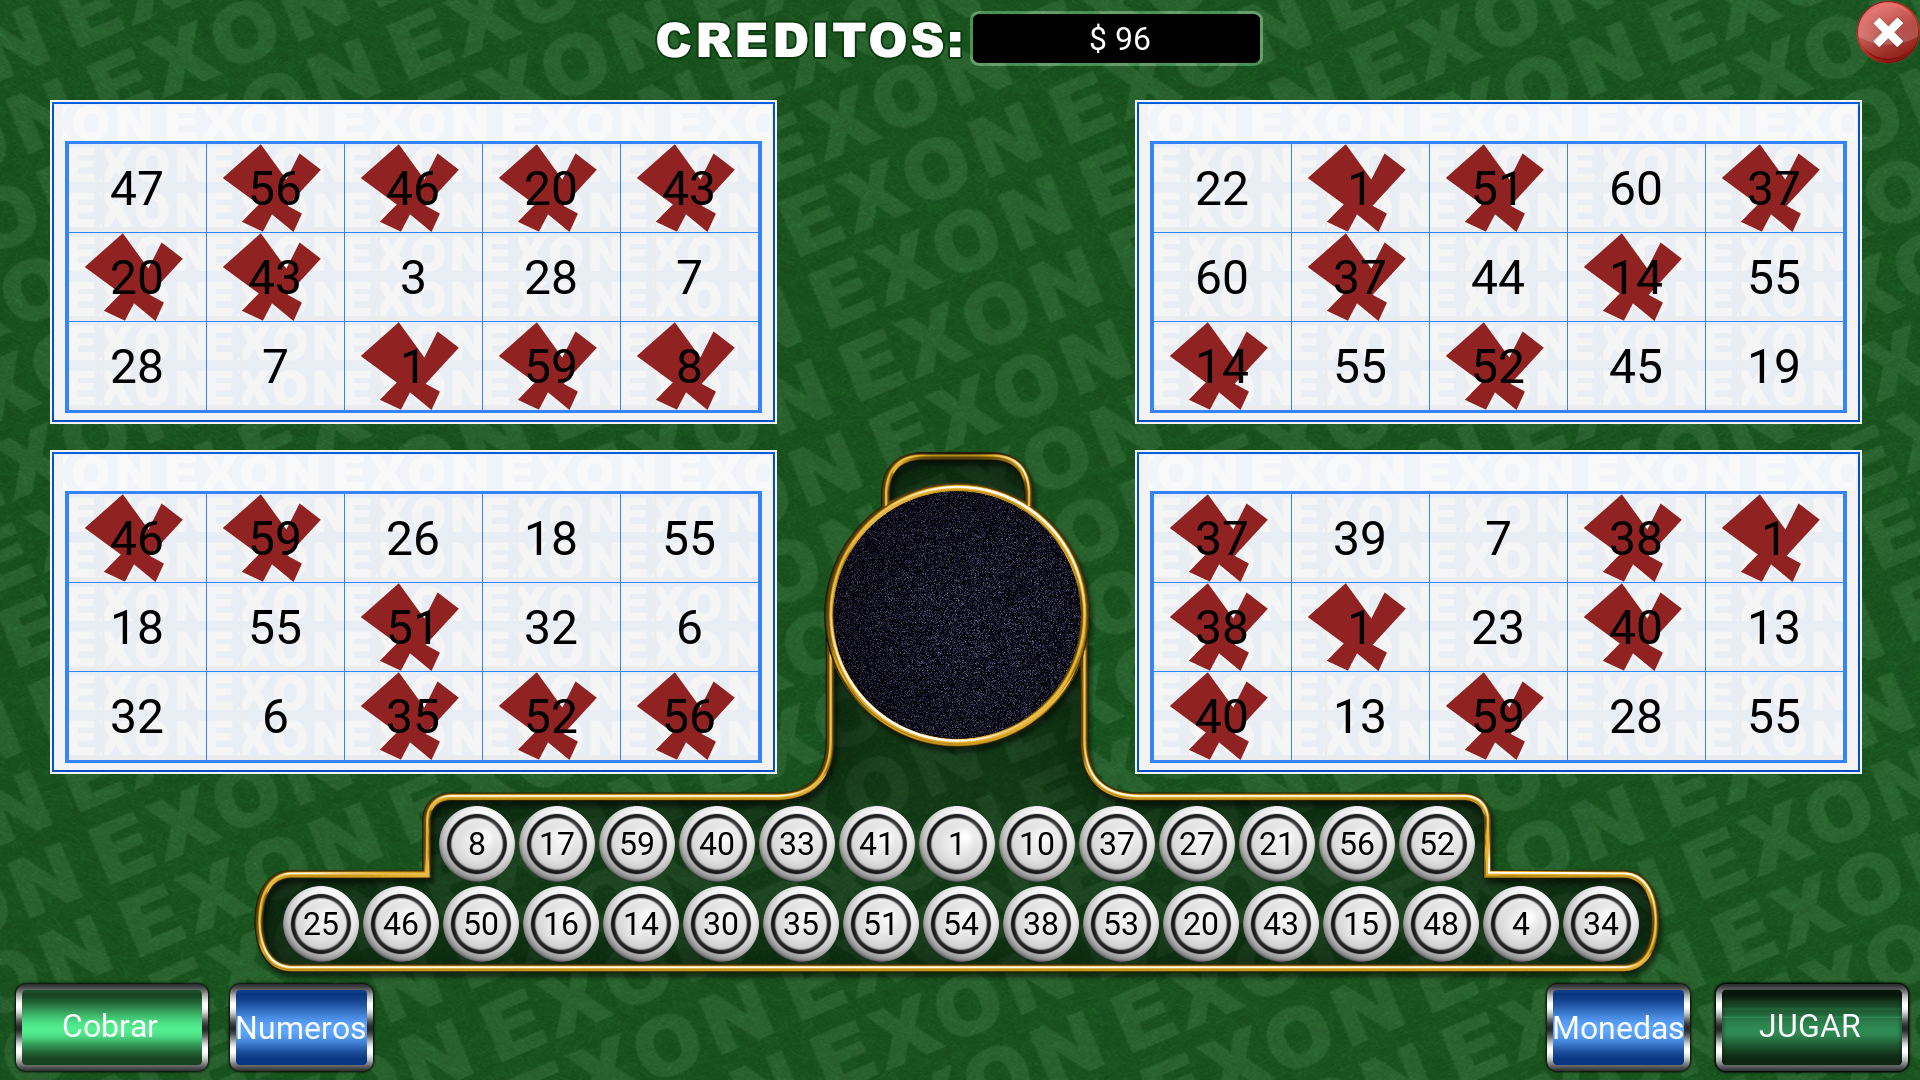 CREDITOS: $ 96
47 56 46 20 43
20 43 3 28 7
28 7 1 59 8
22 1 51 60 37
60 37 44 14 55
14 55 52 45 19
46 59 26 18 55
18 55 51 32 6
32 6 35 52 56
37 39 7 38 1
38 1 23 40 13
40 13 59 28 55
8 17 59 40 33 41 1 10 37 27 21 56 52
25 46 50 16 14 30 35 51 54 38 53 20 43 15 48 4 34
Cobrar Numeros Monedas JUGAR